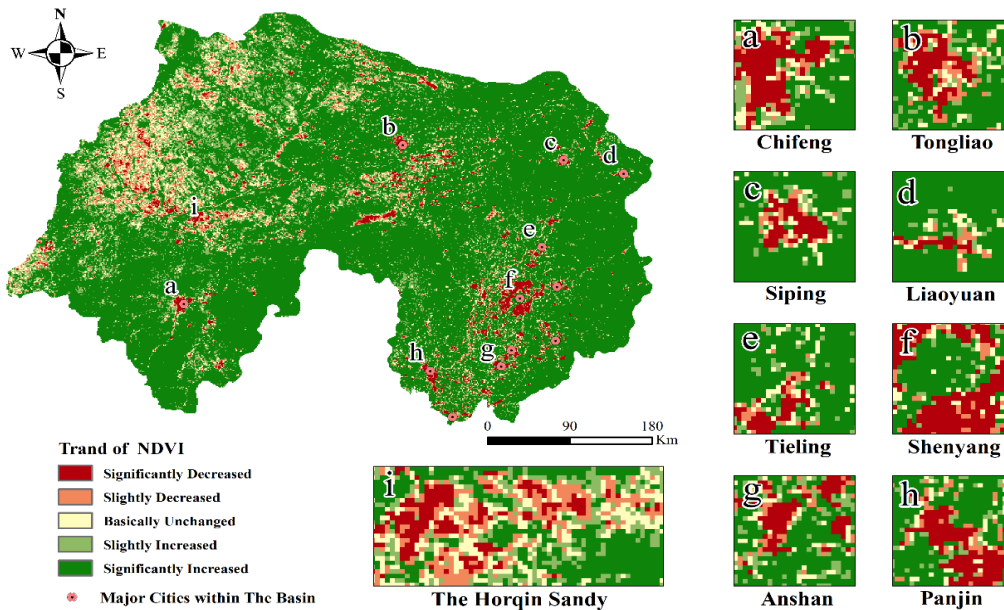 N
W E
S
a
b
c
d
e
f
g
h
i
0 90 180
Km
Trand of NDVI
Significantly Decreased
Slightly Decreased
Basically Unchanged
Slightly Increased
Significantly Increased
Major Citics within Thc Basin
i
The Horqin Sandy
a
Chifeng
b
Tongliao
c
Siping
d
Liaoyuan
e
Tieling
f
Shenyang
g
Anshan
h
Panjin